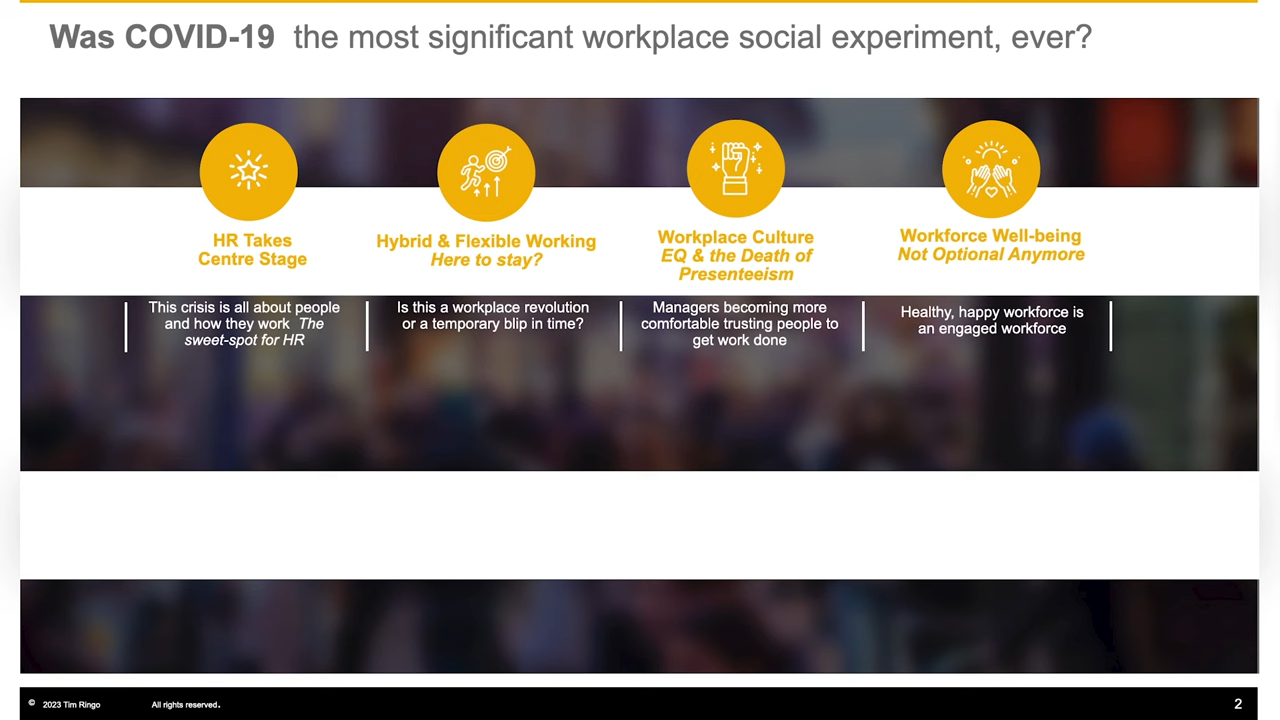 Was COVID-19 the most significant workplace social experiment, ever?
HR Takes
Centre Stage
This crisis is all about people
and how they work The
sweet-spot for HR
Hybrid & Flexible Working
Here to stay?
Is this a workplace revolution
or a temporary blip in time?
Workplace Culture
EQ & the Death of
Presenteeism
Managers becoming more
comfortable trusting people to
get work done
Workforce Well-being
Not Optional Anymore
Healthy, happy workforce is
an engaged workforce
© 2023 Tim Ringo All rights reserved.
2